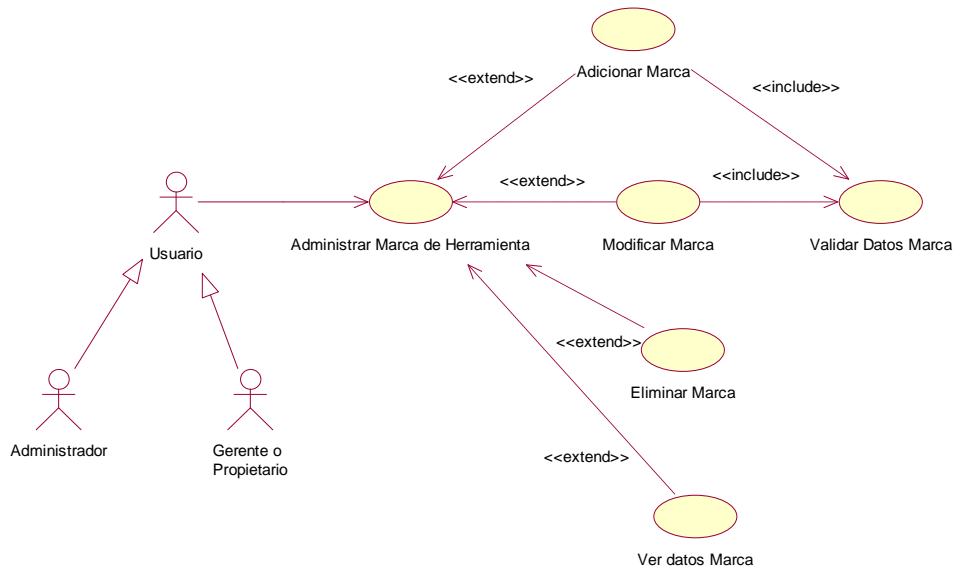 Adicionar Marca
<<extend>>
<<include>>
<<extend>>
<<include>>
Usuario
Administrar Marca de Herramienta
Modificar Marca
Validar Datos Marca
<<extend>>
Eliminar Marca
Administrador
Gerente o
Propietario
<<extend>>
Ver datos Marca